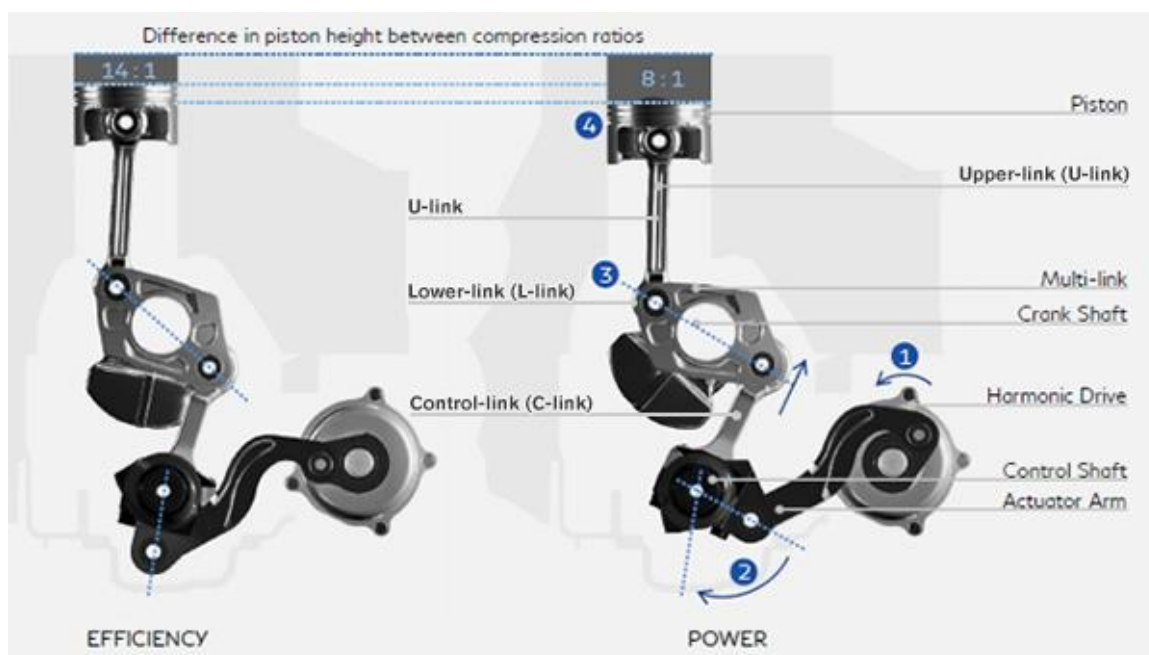 Difference in piston height between compression ratios
14:1
8:1
4
Piston
Upper-link (U-link)
U-link
3
Multi-link
Lower-link (L-link)
Crank Shaft
1
Control-link (C-link)
Harmonic Drive
Control Shaft
Actuator Arm
2
EFFICIENCY
POWER